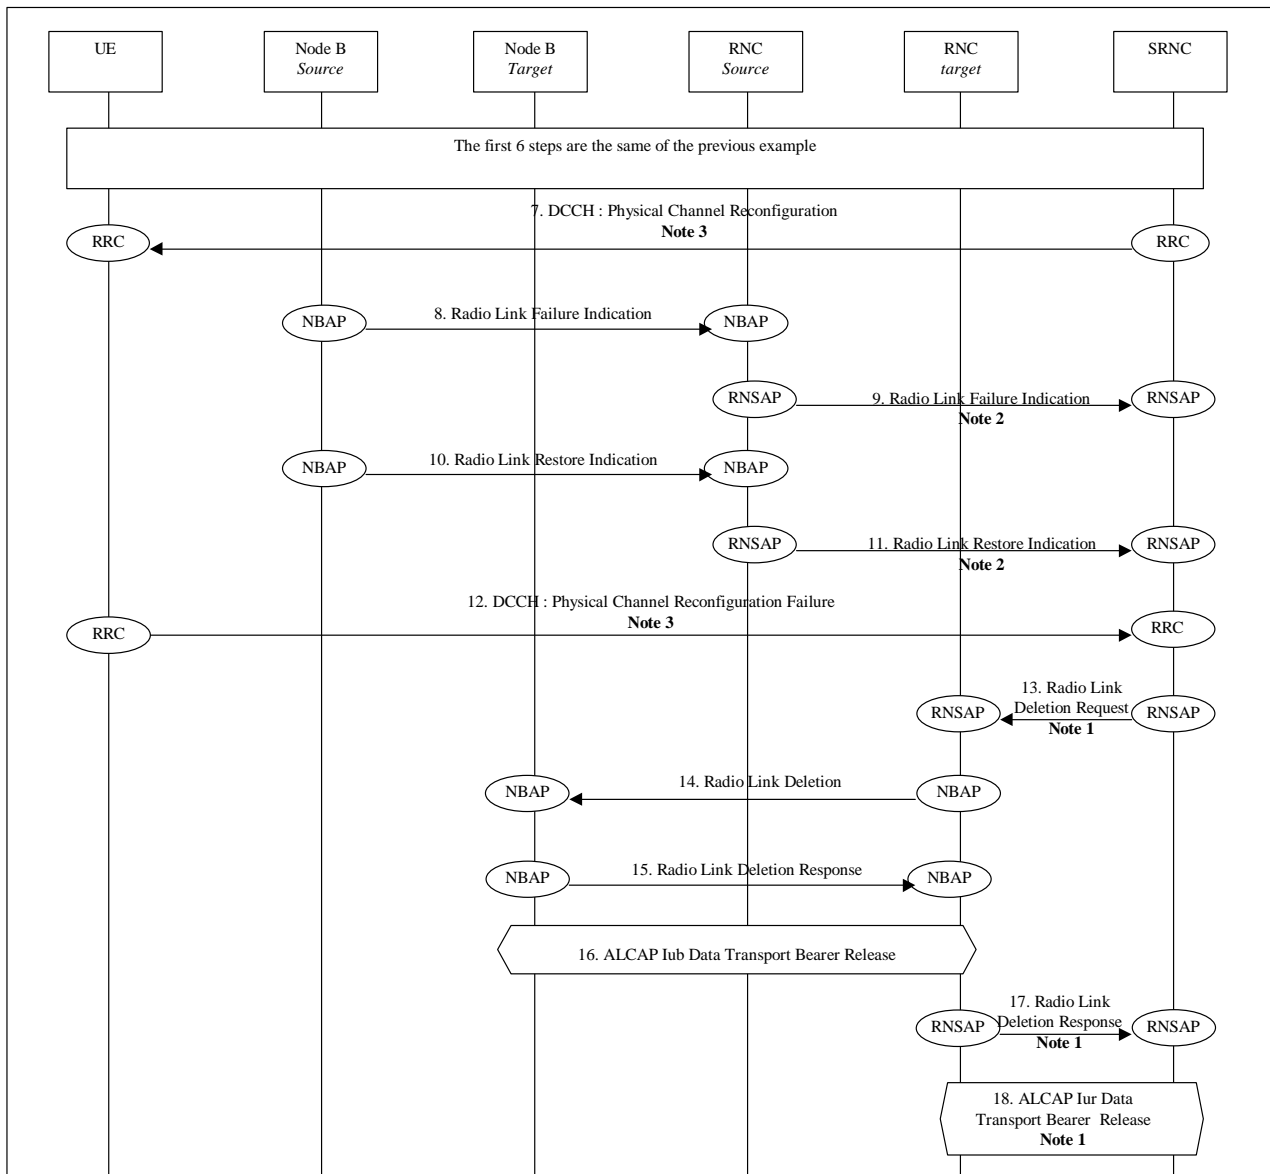 UE
Node B
Source
Node B
Target
RNC
Source
RNC
target
SRNC
The first 6 steps are the same of the previous example
7. DCCH : Physical Channel Reconfiguration
Note 3
RRC
RRC
8. Radio Link Failure Indication
NBAP
NBAP
9. Radio Link Failure Indication
Note 2
RNSAP
RNSAP
10. Radio Link Restore Indication
NBAP
NBAP
11. Radio Link Restore Indication
Note 2
RNSAP
RNSAP
12. DCCH : Physical Channel Reconfiguration Failure
Note 3
RRC
RRC
13. Radio Link
Deletion Request
Note 1
RNSAP
RNSAP
14. Radio Link Deletion
NBAP
NBAP
15. Radio Link Deletion Response
NBAP
NBAP
16. ALCAP Iub Data Transport Bearer Release
17. Radio Link
Deletion Response
Note 1
RNSAP
RNSAP
18. ALCAP Iur Data
Transport Bearer Release
Note 1